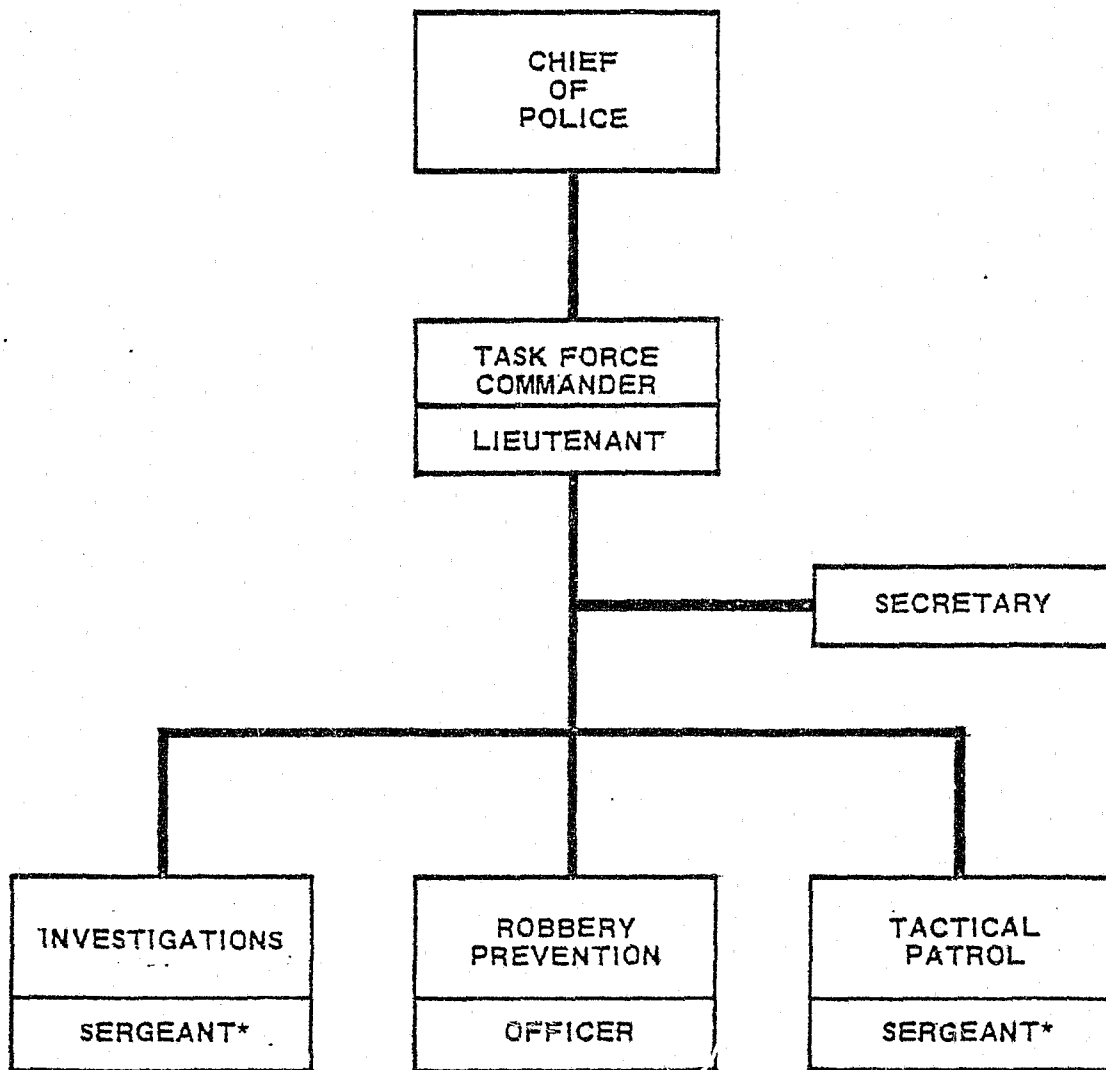 CHIEF
OF
POLICE
TASK FORCE
COMMANDER
LIEUTENANT
SECRETARY
INVESTIGATIONS
SERGEANT*
ROBBERY
PREVENTION
OFFICER
TACTICAL
PATROL
SERGEANT*